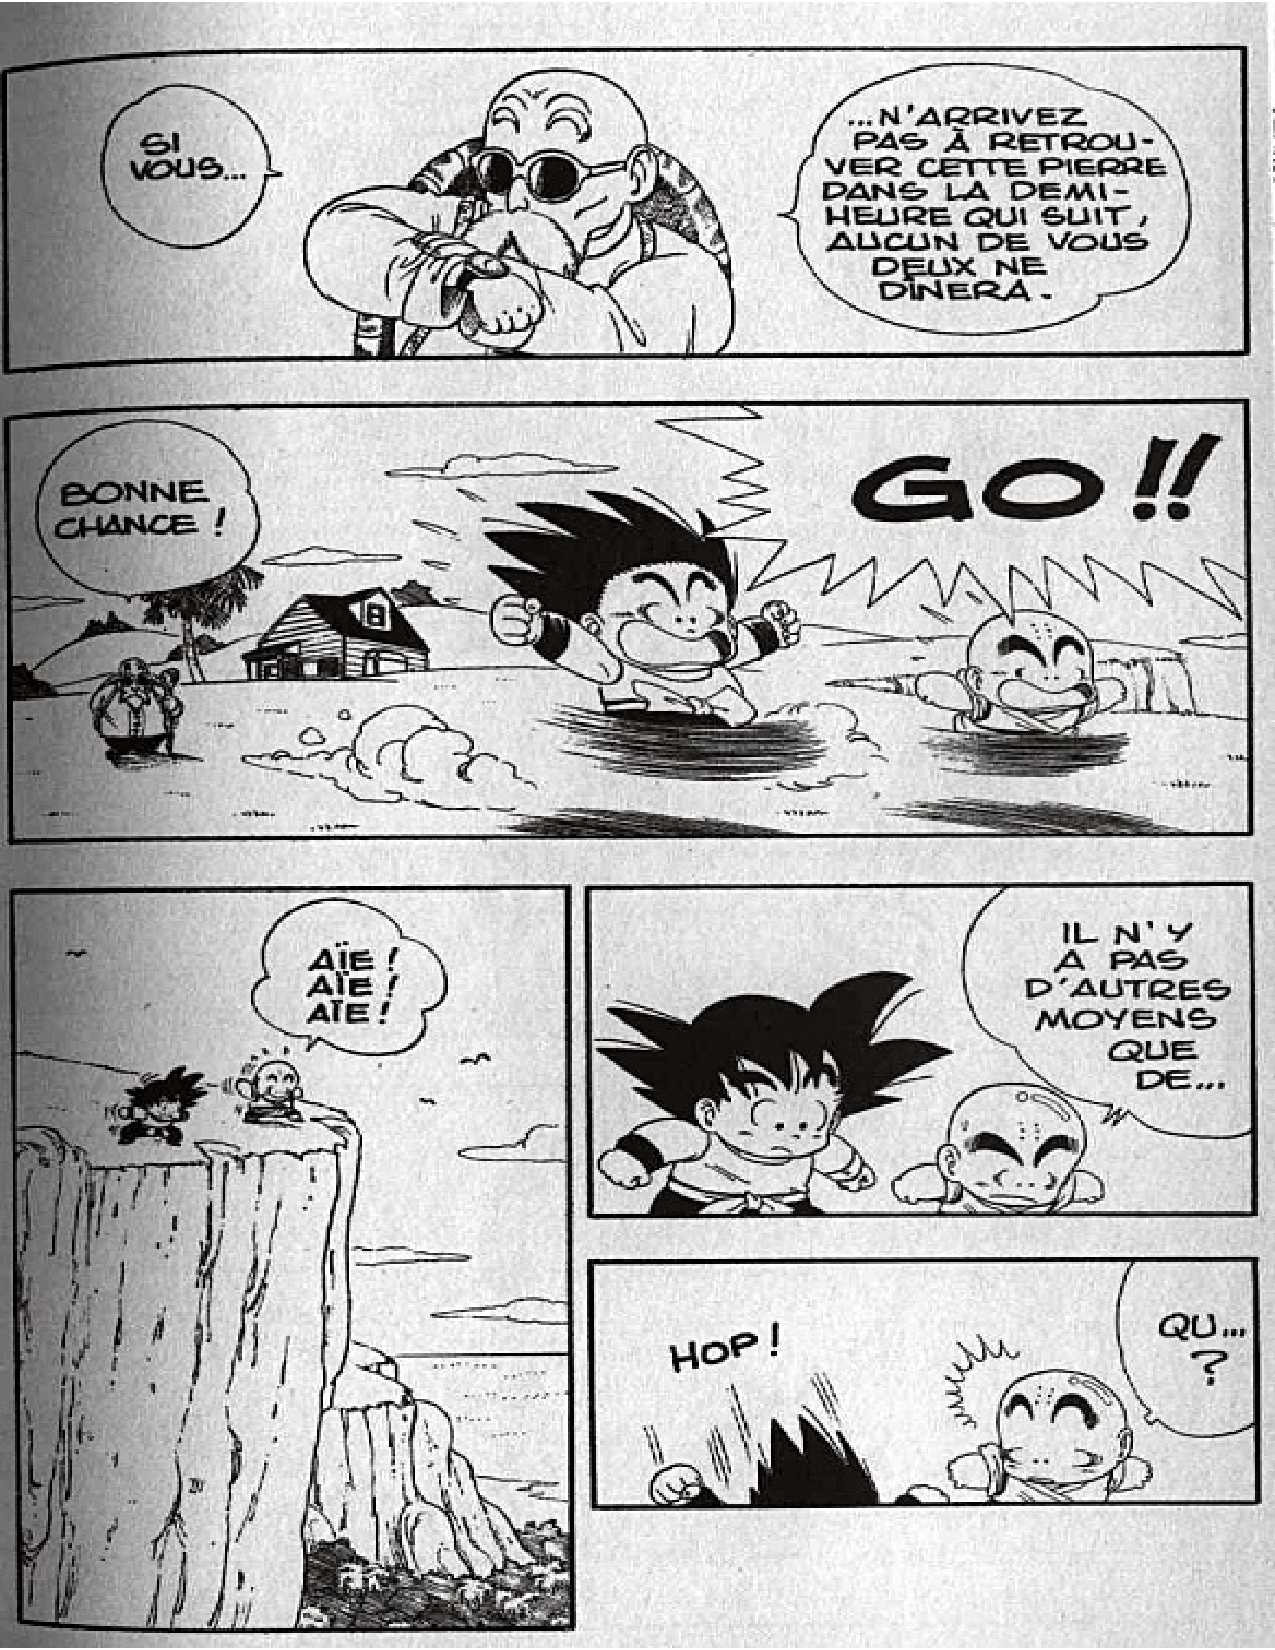 SI
VOUS...
...N'ARRIVEZ
PAS À RETROU-
VER CETTE PIERRE
DANS LA DEMI-
HEURE QUI SUIT,
AUCUN DE VOUS
DEUX NE
DÎNERA.
BONNE
CHANCE !
GO !!
AÏE !
AÏE !
AÏE !
IL N'Y
A PAS
D'AUTRES
MOYENS
QUE
DE...
HOP !
QU...
?